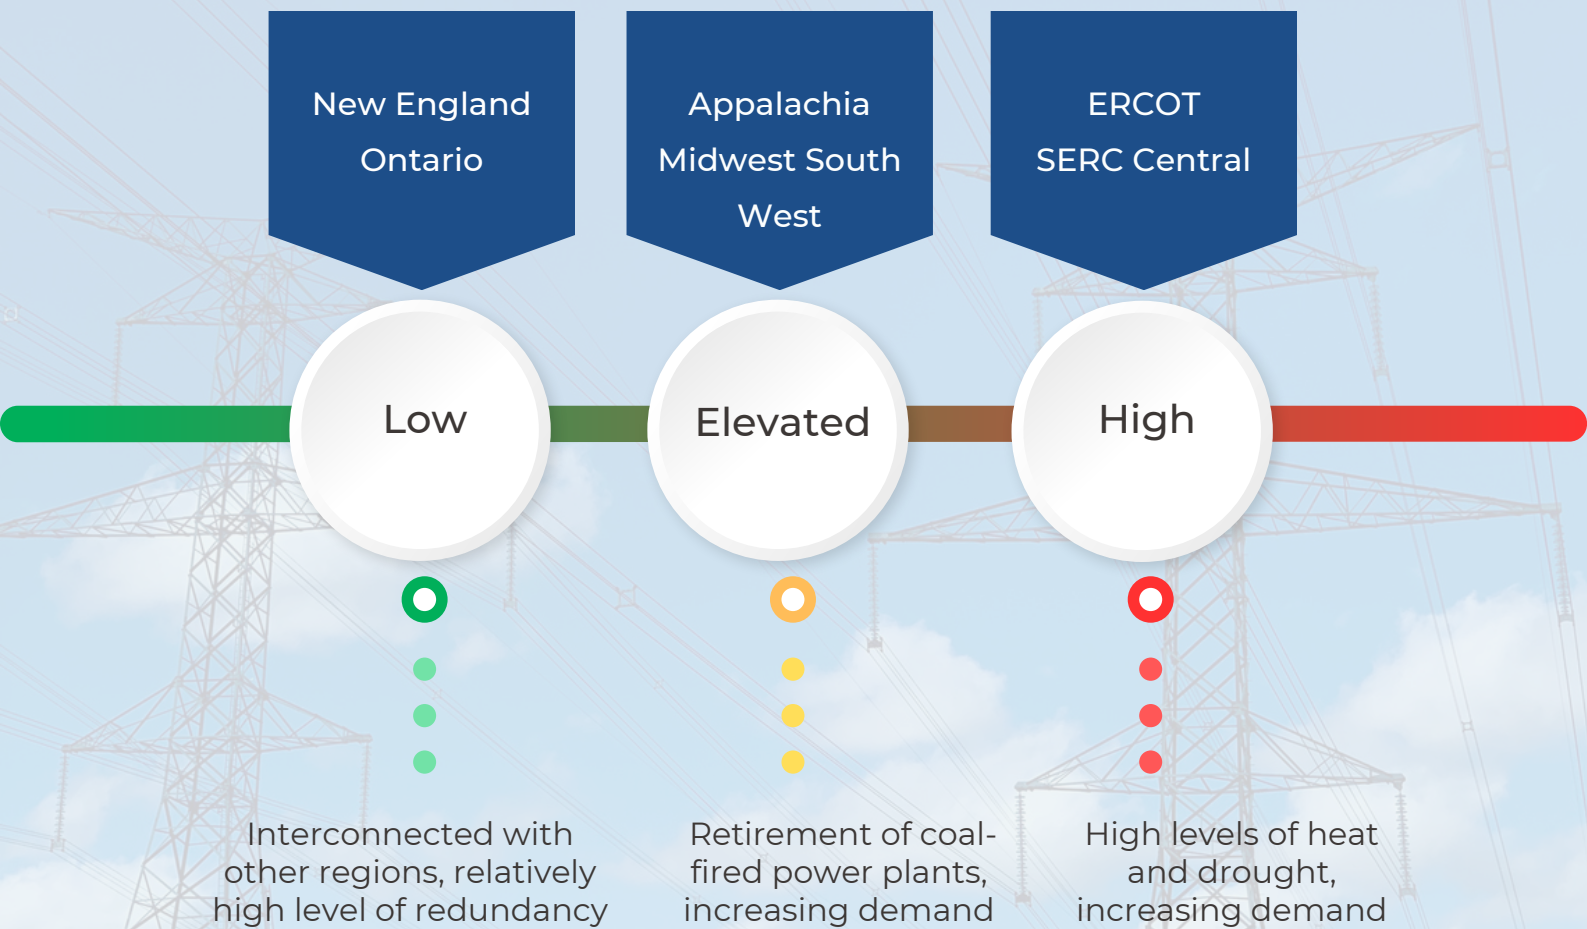 New England
Ontario
Appalachia
Midwest South
West
ERCOT
SERC Central
Low
Elevated
High
Interconnected with
other regions, relatively
high level of redundancy
Retirement of coal-
fired power plants,
increasing demand
High levels of heat
and drought,
increasing demand